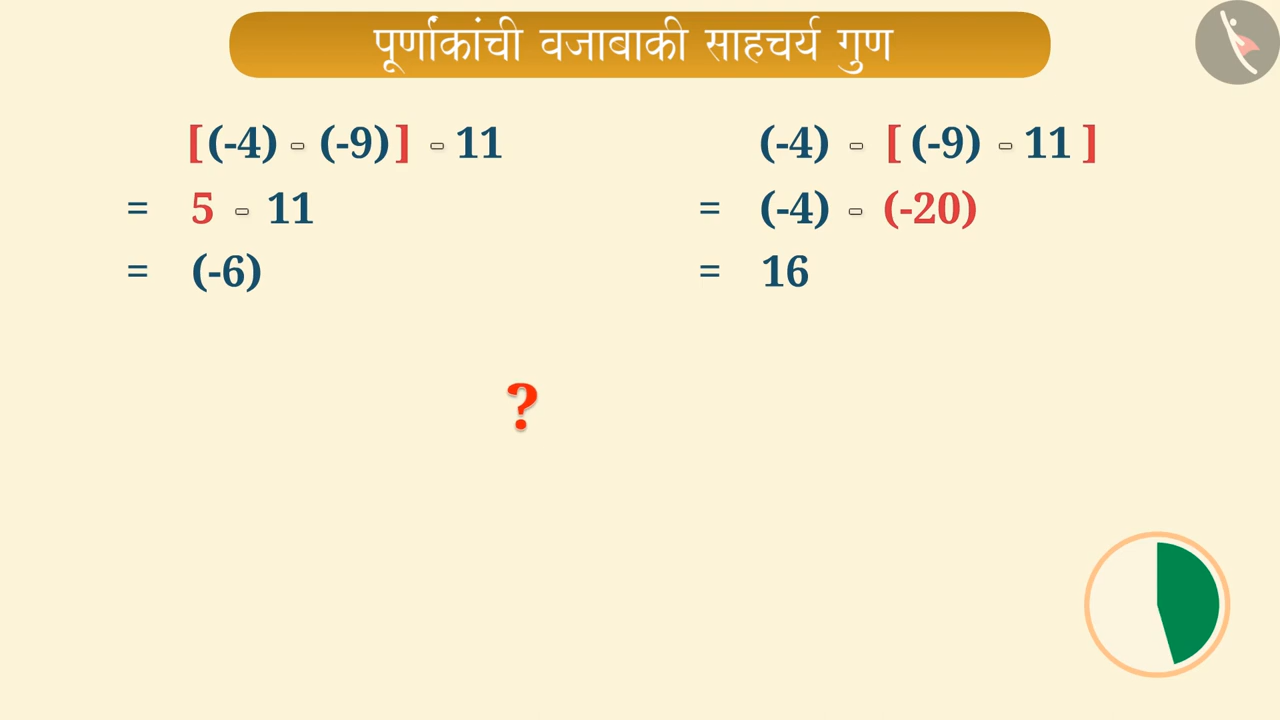 पूर्णांकांची वजाबाकी साहचर्य गुण
[(-4) - (-9)] - 11
= 5 - 11
= (-6)
(-4) - [(-9) - 11]
= (-4) - (-20)
= 16
?